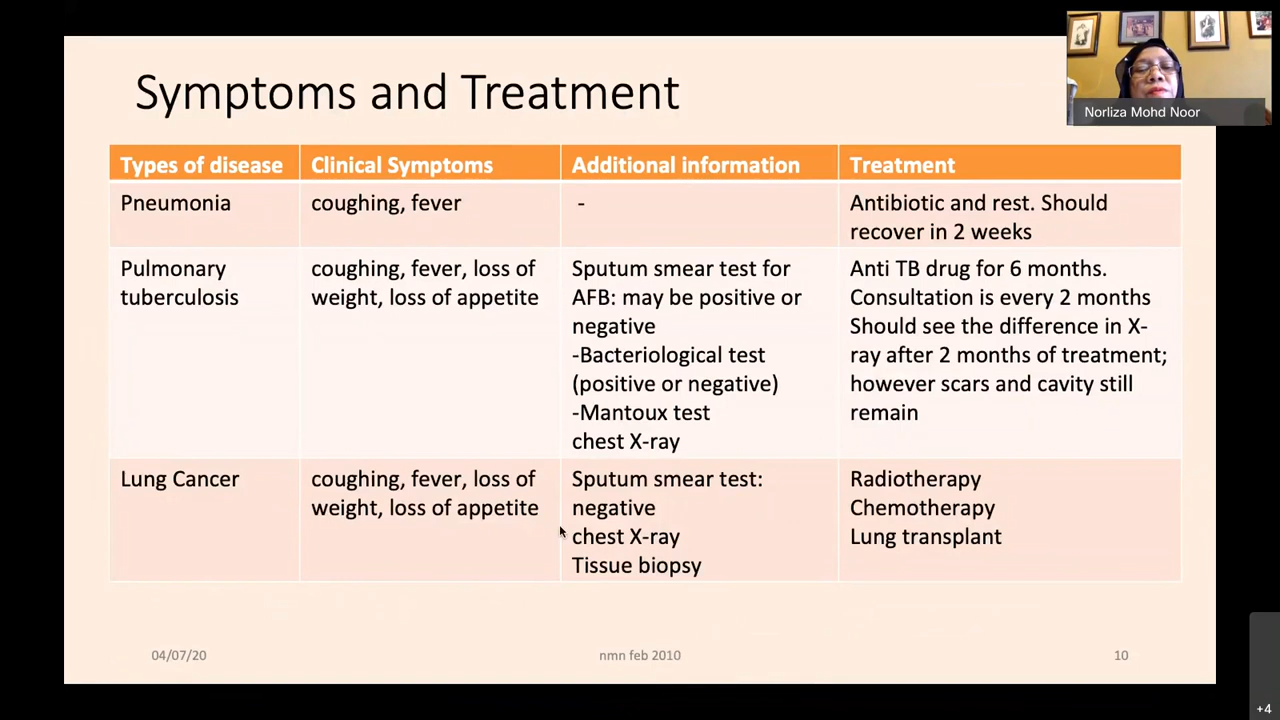 Symptoms and Treatment
Norliza Mohd Noor
Types of disease
Clinical Symptoms
Additional information
Treatment
Pneumonia
coughing, fever
-
Antibiotic and rest. Should
recover in 2 weeks
Pulmonary
tuberculosis
coughing, fever, loss of
weight, loss of appetite
Sputum smear test for
AFB: may be positive or
negative
-Bacteriological test
(positive or negative)
-Mantoux test
chest X-ray
Anti TB drug for 6 months.
Consultation is every 2 months
Should see the difference in X-
ray after 2 months of treatment;
however scars and cavity still
remain
Lung Cancer
coughing, fever, loss of
weight, loss of appetite
Sputum smear test:
negative
chest X-ray
Tissue biopsy
Radiotherapy
Chemotherapy
Lung transplant
04/07/20
nmn feb 2010
10
+4